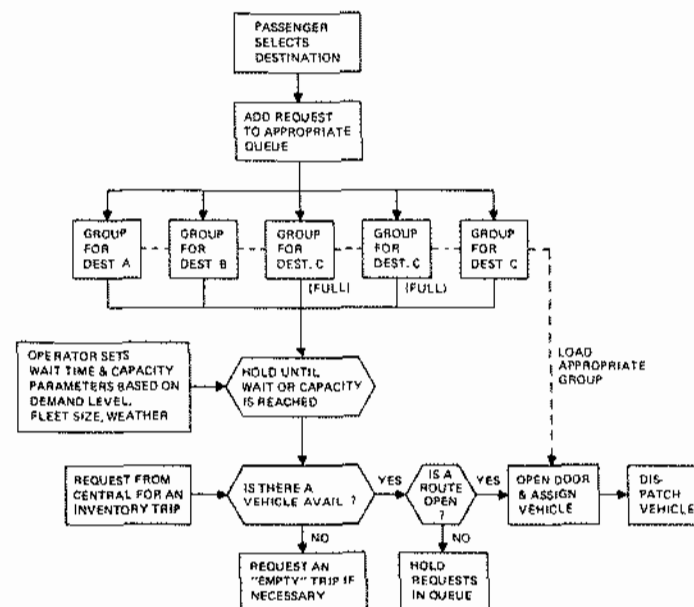 PASSENGER
SELECTS
DESTINATION
ADD REQUEST
TO APPROPRIATE
QUEUE
GROUP
FOR
DEST. A
GROUP
FOR
DEST B
GROUP
FOR
DEST. C
(FULL)
GROUP
FOR
DEST. C
(FULL)
GROUP
FOR
DEST C
LOAD
APPROPRIATE
GROUP
OPERATOR SETS
WAIT TIME & CAPACITY
PARAMETERS BASED ON
DEMAND LEVEL,
FLEET SIZE, WEATHER
HOLD UNTIL
WAIT OR CAPACITY
IS REACHED
REQUEST FROM
CENTRAL FOR AN
INVENTORY TRIP
IS THERE A
VEHICLE AVAIL ?
YES
IS A
ROUTE
OPEN
?
YES
OPEN DOOR
& ASSIGN
VEHICLE
DIS-
PATCH
VEHICLE
NO
NO
REQUEST AN
"EMPTY" TRIP IF
NECESSARY
HOLD
REQUESTS
IN QUEUE